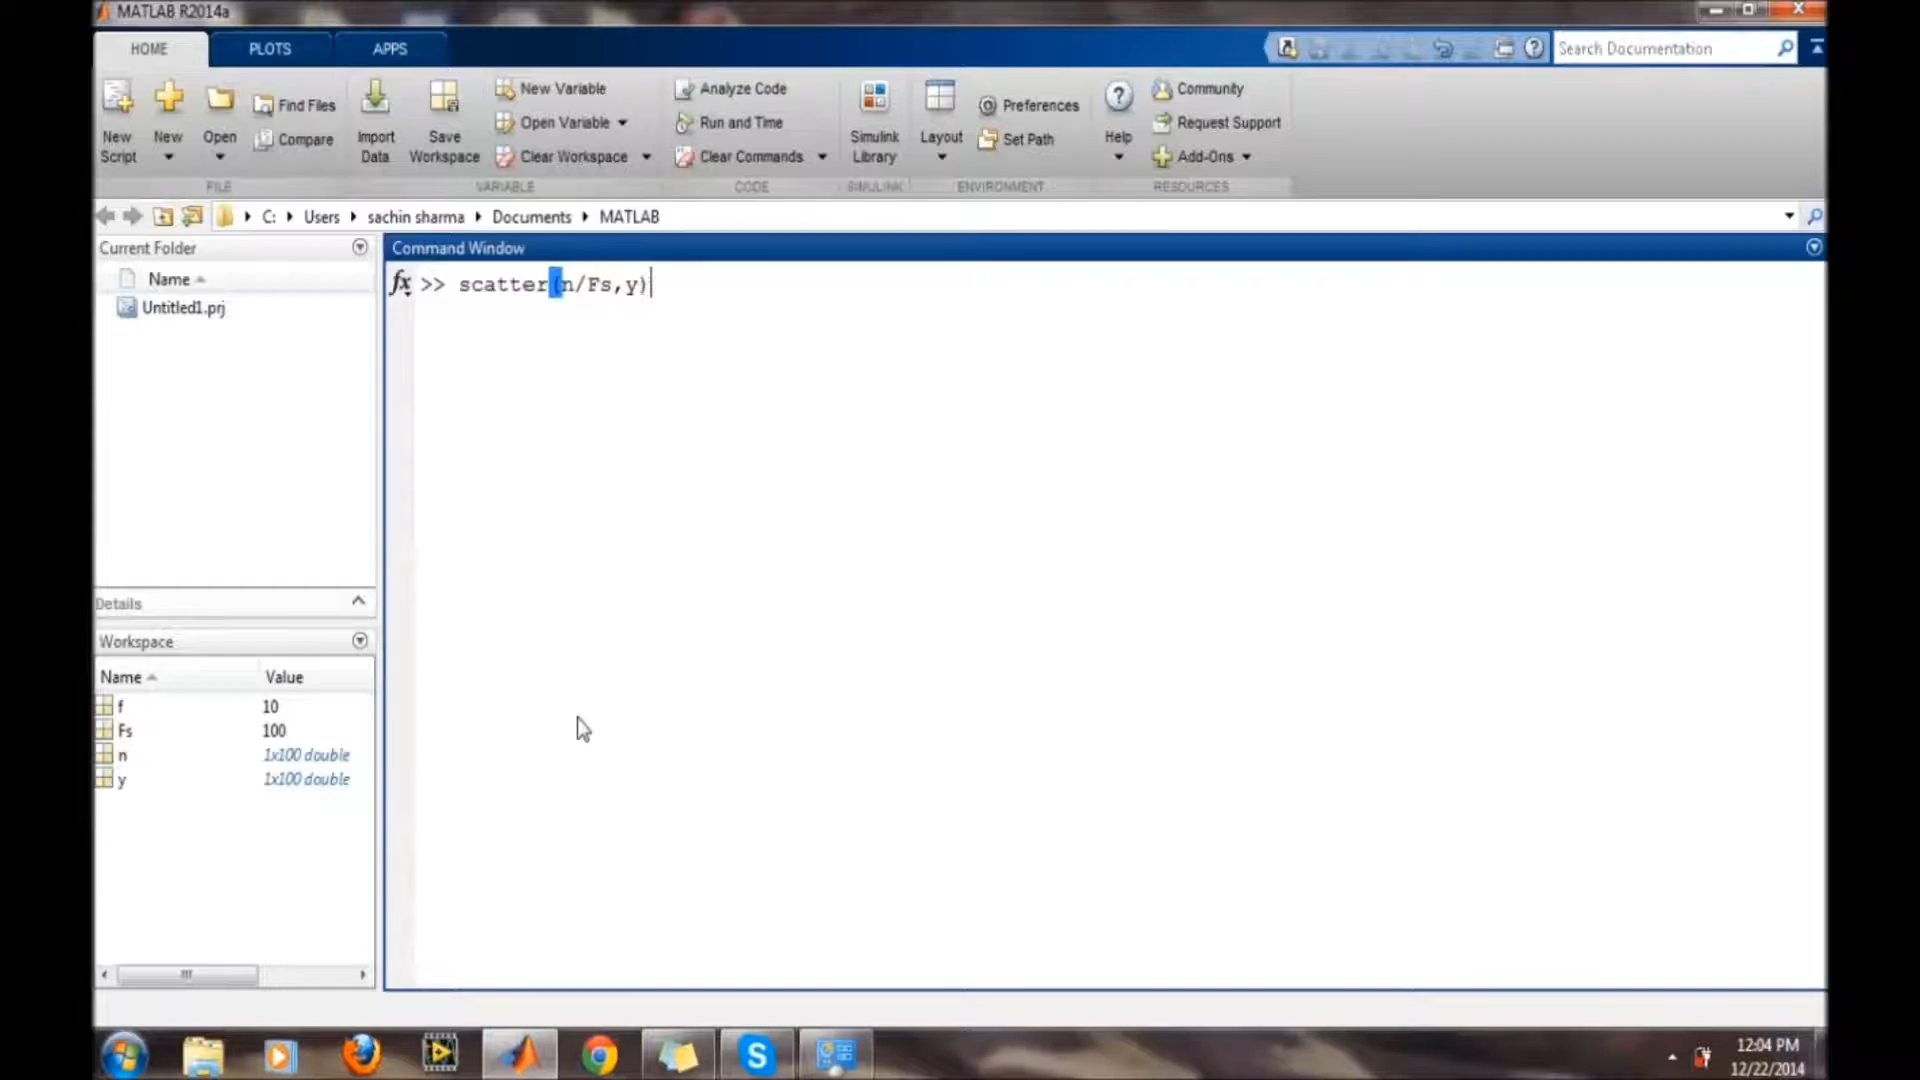 MATLAB R2014a
HOME PLOTS APPS
Search Documentation
New Script
New
Open
Find Files
Compare
FILE
Import Data
Save Workspace
New Variable
Open Variable
Clear Workspace
VARIABLE
Analyze Code
Run and Time
Clear Commands
CODE
Simulink Library
SIMULINK
Layout
Preferences
Set Path
ENVIRONMENT
Help
Community
Request Support
Add-Ons
RESOURCES
C: Users sachin sharma Documents MATLAB
Current Folder
Name
Untitled1.prj
Details
Workspace
Name Value
f 10
Fs 100
n 1x100 double
y 1x100 double
Command Window
fx >> scatter(n/Fs,y)
12:04 PM
12/22/2014